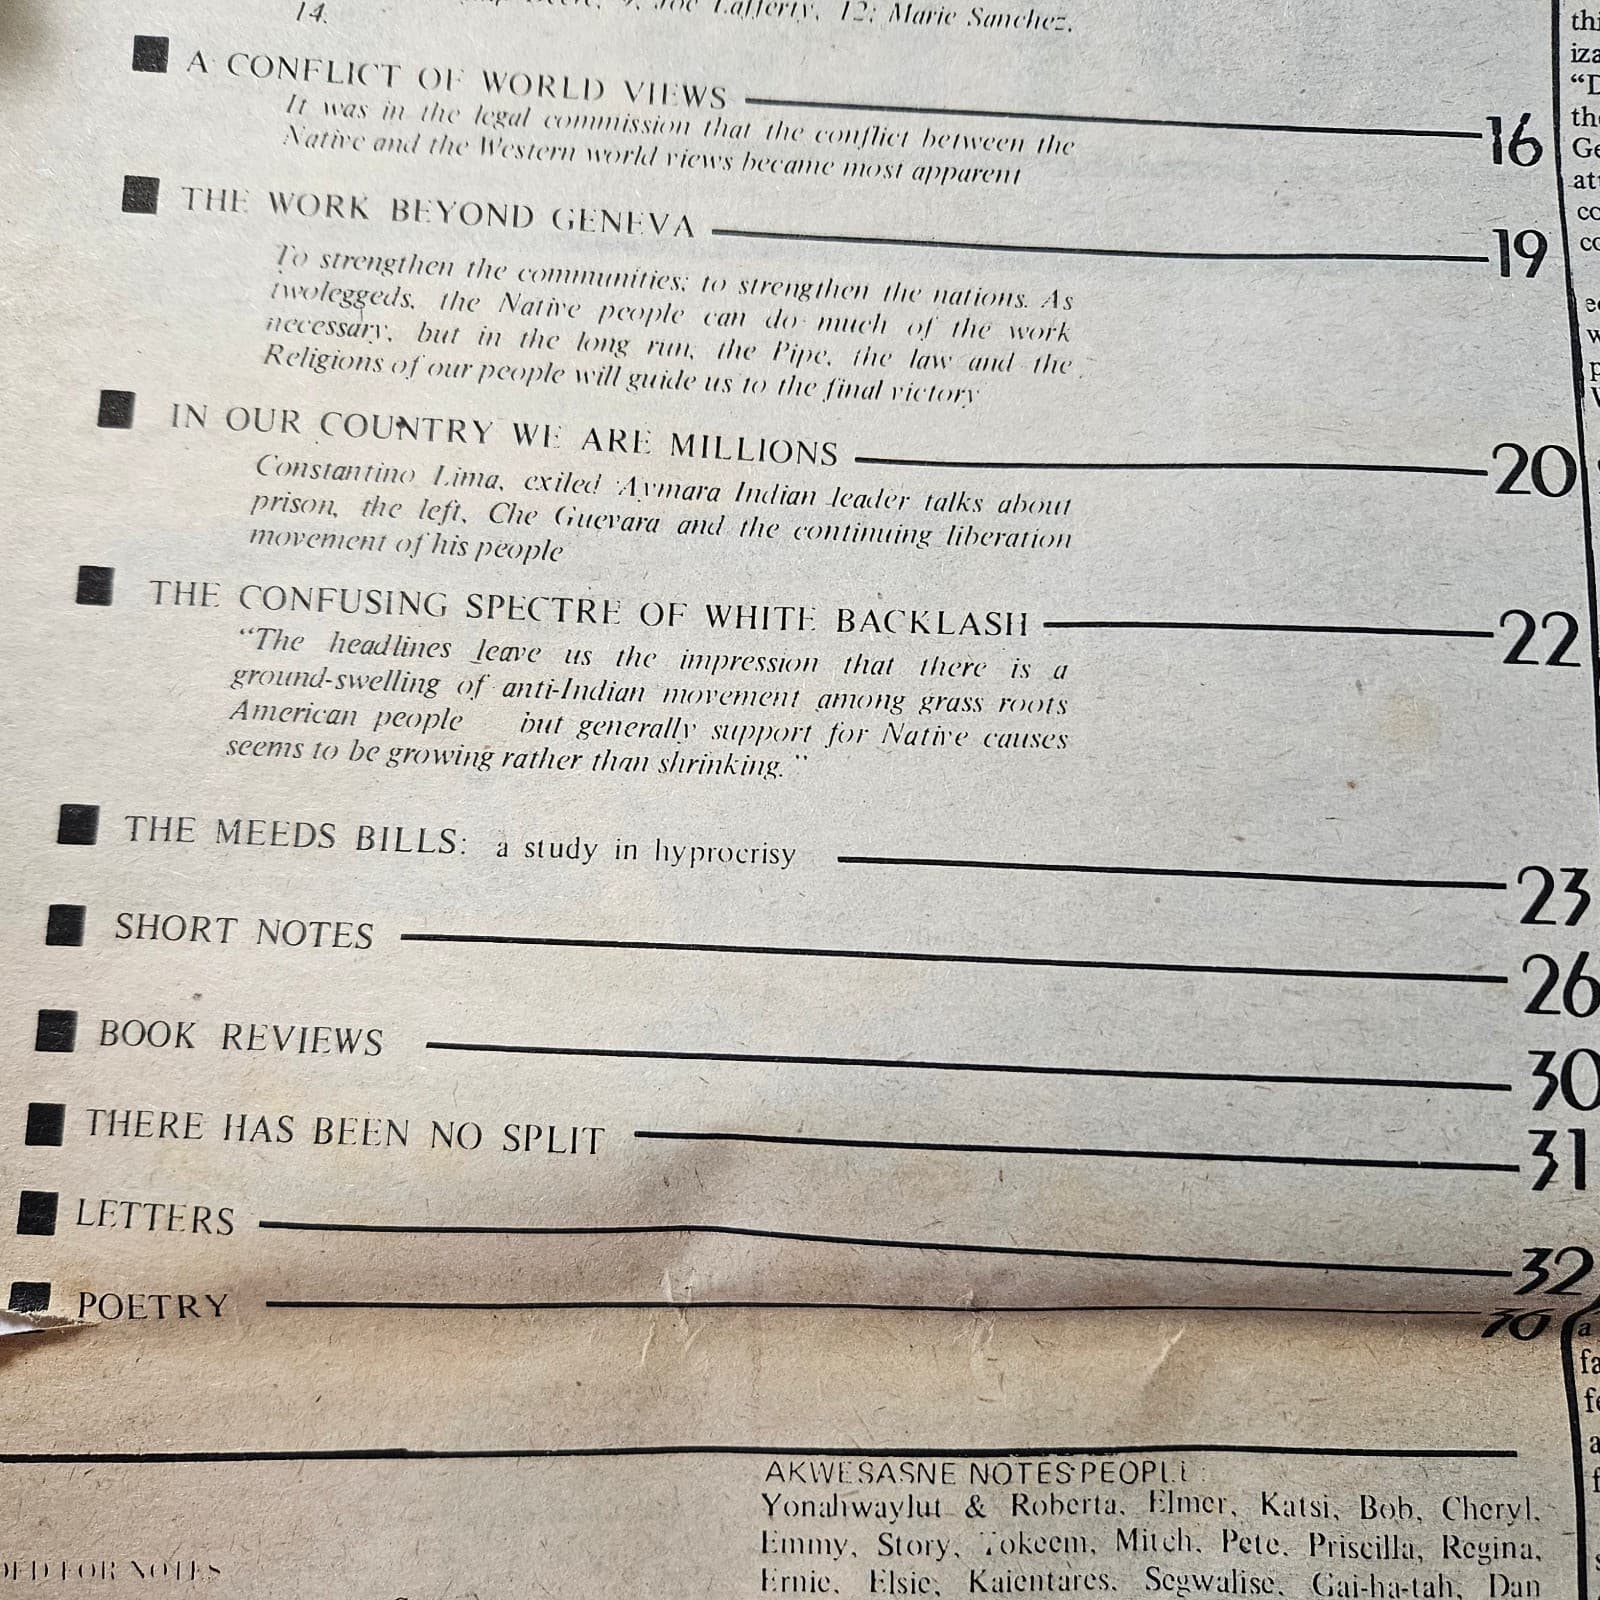 Joe Lafferty, 12; Marie Sanchez,
14.
A CONFLICT OF WORLD VIEWS 16
It was in the legal commission that the conflict between the
Native and the Western world views became most apparent
THE WORK BEYOND GENEVA 19
To strengthen the communities; to strengthen the nations. As
twoleggeds, the Native people can do much of the work
necessary, but in the long run, the Pipe, the law and the
Religions of our people will guide us to the final victory
IN OUR COUNTRY WE ARE MILLIONS 20
Constantino Lima, exiled Aymara Indian leader talks about
prison, the left, Che Guevara and the continuing liberation
movement of his people
THE CONFUSING SPECTRE OF WHITE BACKLASH 22
“The headlines leave us the impression that there is a
ground-swelling of anti-Indian movement among grass roots
American people but generally support for Native causes
seems to be growing rather than shrinking.”
THE MEEDS BILLS: a study in hyprocrisy 23
SHORT NOTES 26
BOOK REVIEWS 30
THERE HAS BEEN NO SPLIT 31
LETTERS 32
POETRY
AKWESASNE NOTES PEOPLE:
Yonahwaylut & Roberta, Elmer, Katsi, Bob, Cheryl,
Emmy, Story, Tokeem, Mitch, Pete, Priscilla, Regina,
Ernie, Elsie, Kaientares, Segwalise, Gai-ha-tah, Dan
FOR NOTES